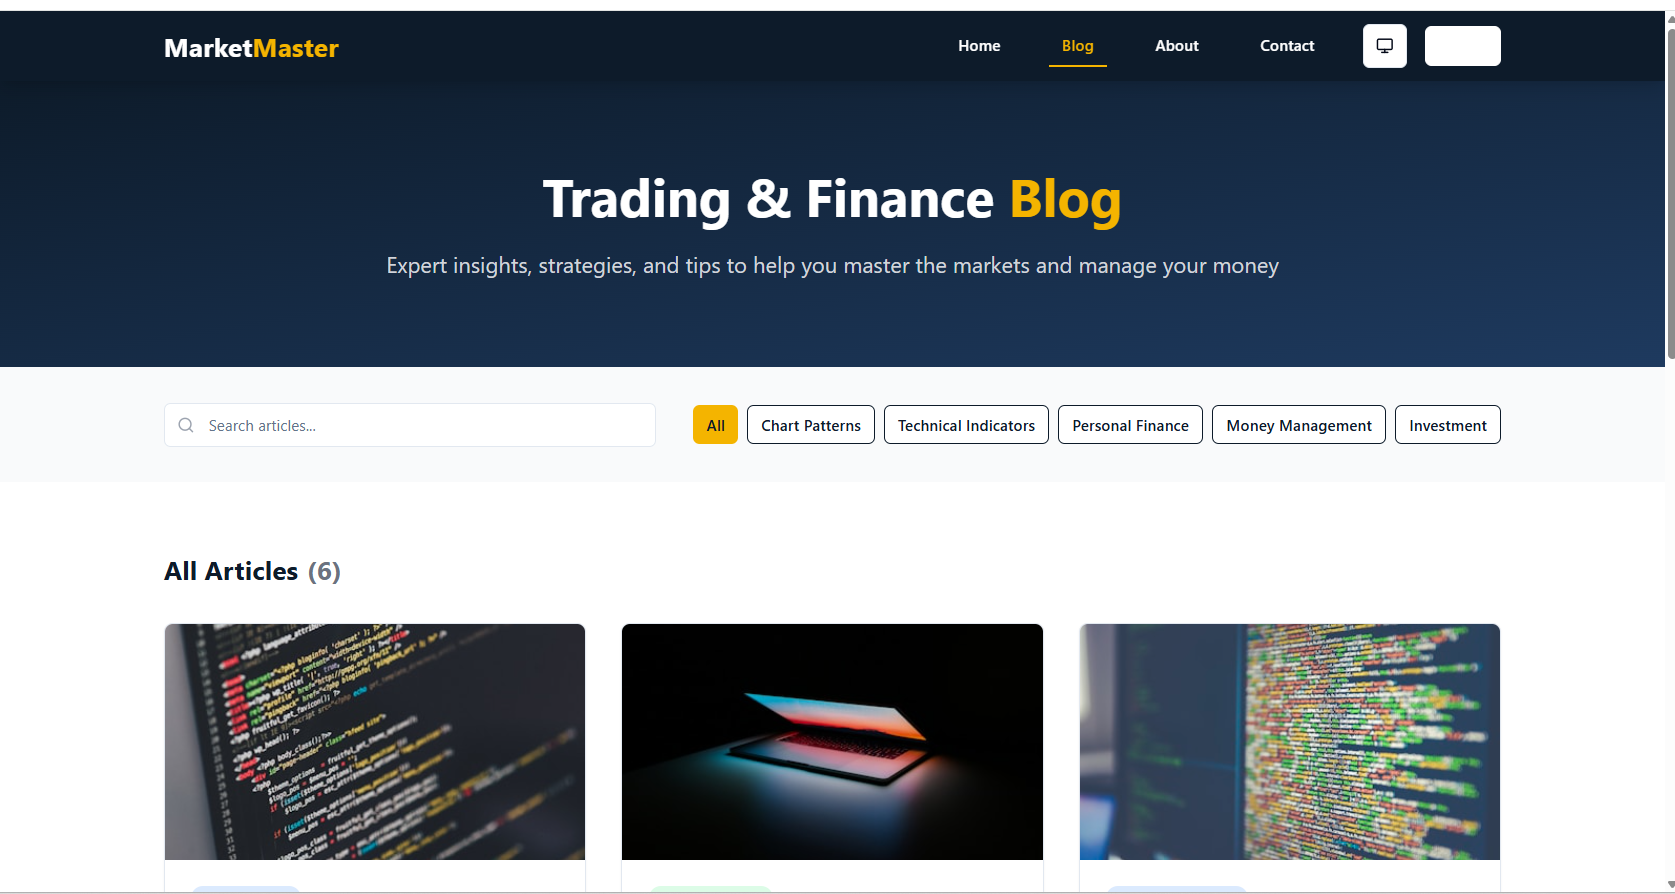 MarketMaster
Home
Blog
About
Contact
Trading & Finance Blog
Expert insights, strategies, and tips to help you master the markets and manage your money
Search articles...
All
Chart Patterns
Technical Indicators
Personal Finance
Money Management
Investment
All Articles (6)